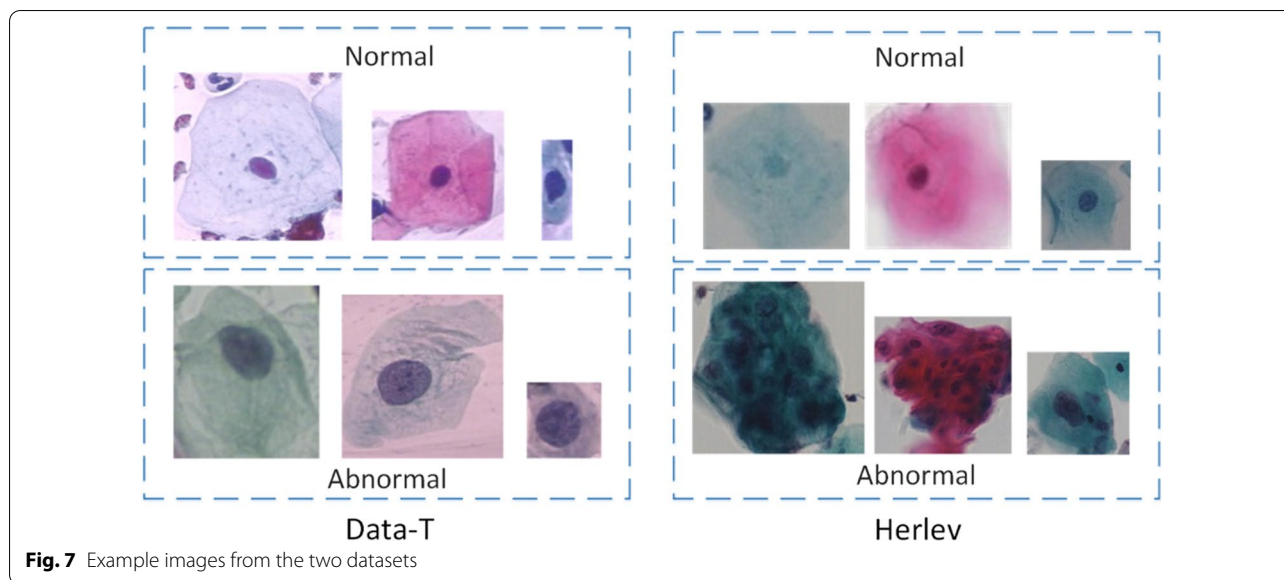 Normal
Normal
Abnormal
Abnormal
Data-T
Herlev
Fig. 7 Example images from the two datasets